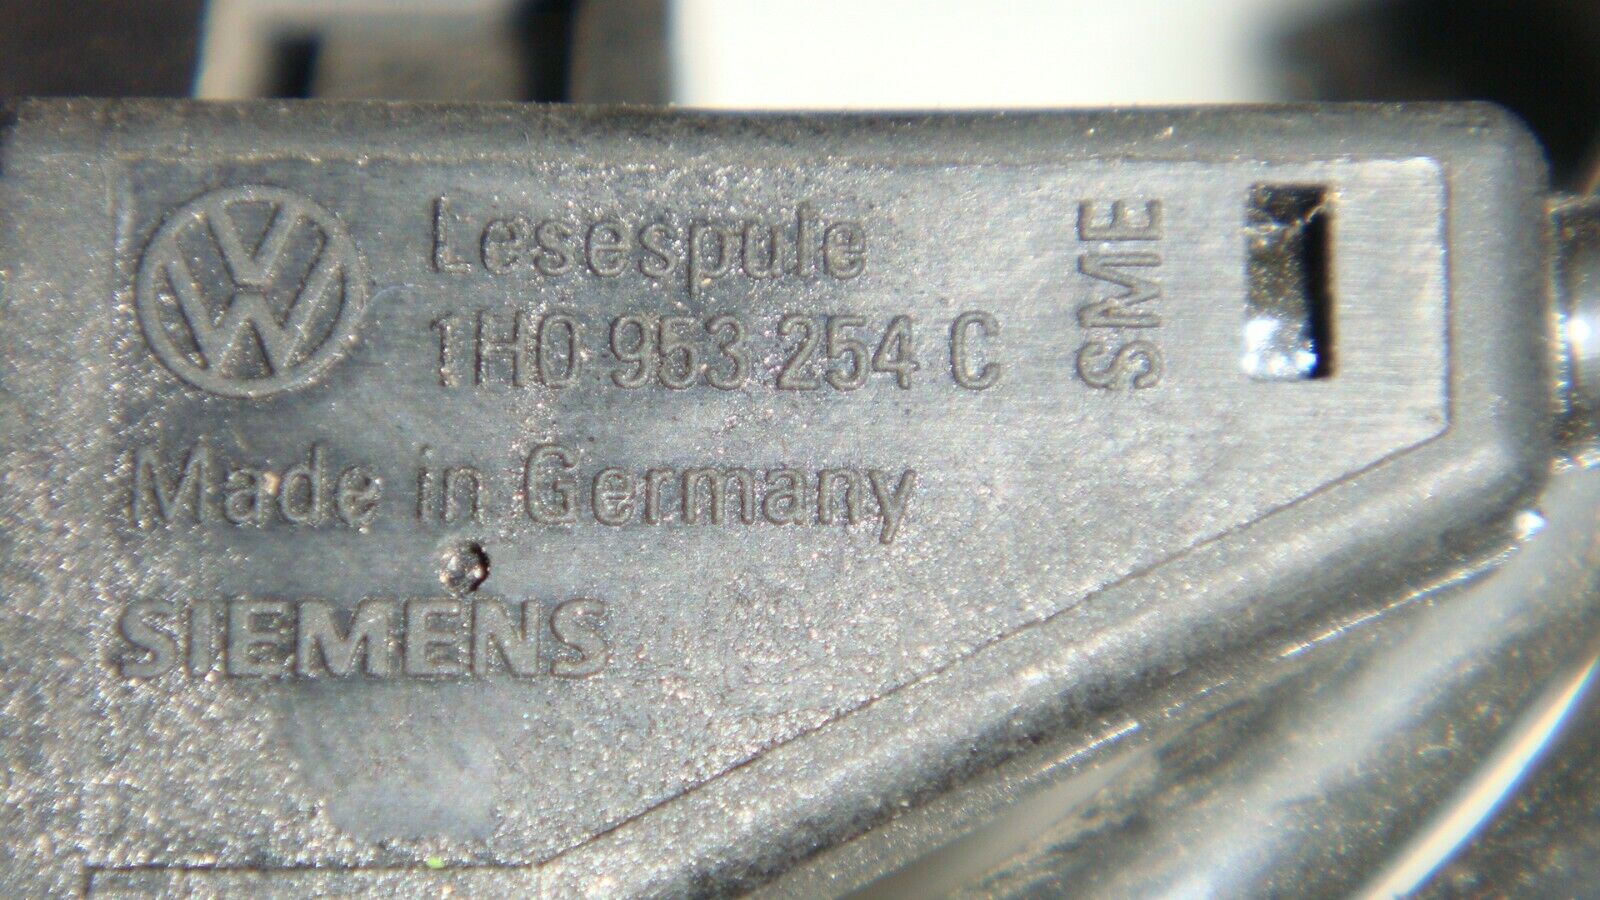 Lesespule
1H0 953 254 C
SME
Made in Germany
SIEMENS